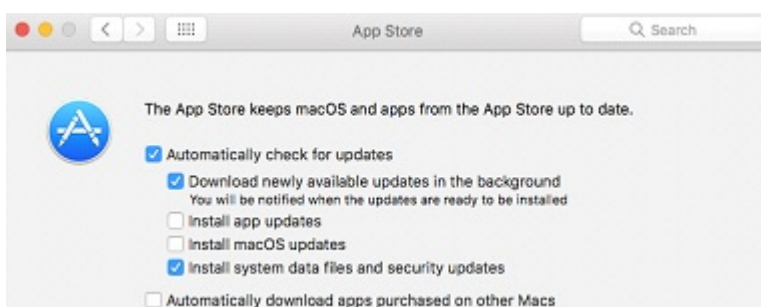 App Store
Search
The App Store keeps macOS and apps from the App Store up to date.
Automatically check for updates
Download newly available updates in the background
You will be notified when the updates are ready to be installed
Install app updates
Install macOS updates
Install system data files and security updates
Automatically download apps purchased on other Macs